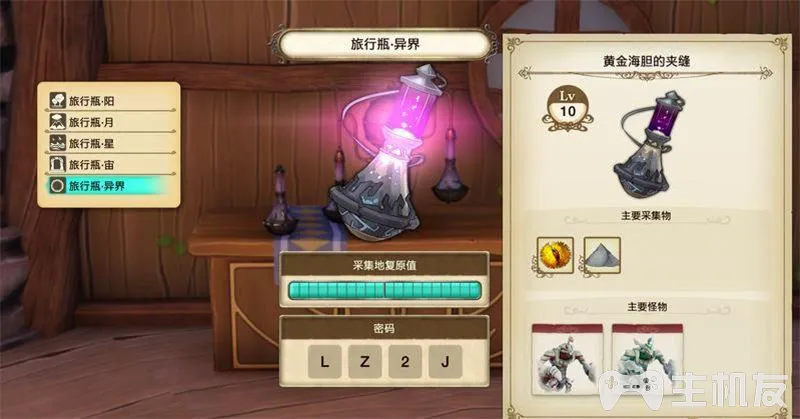 旅行瓶·异界
旅行瓶·阳
旅行瓶·月
旅行瓶·星
旅行瓶·宙
旅行瓶·异界
采集地复原值
密码
L Z 2 J
黄金海胆的夹缝
Lv
10
主要采集物
主要怪物
主机友